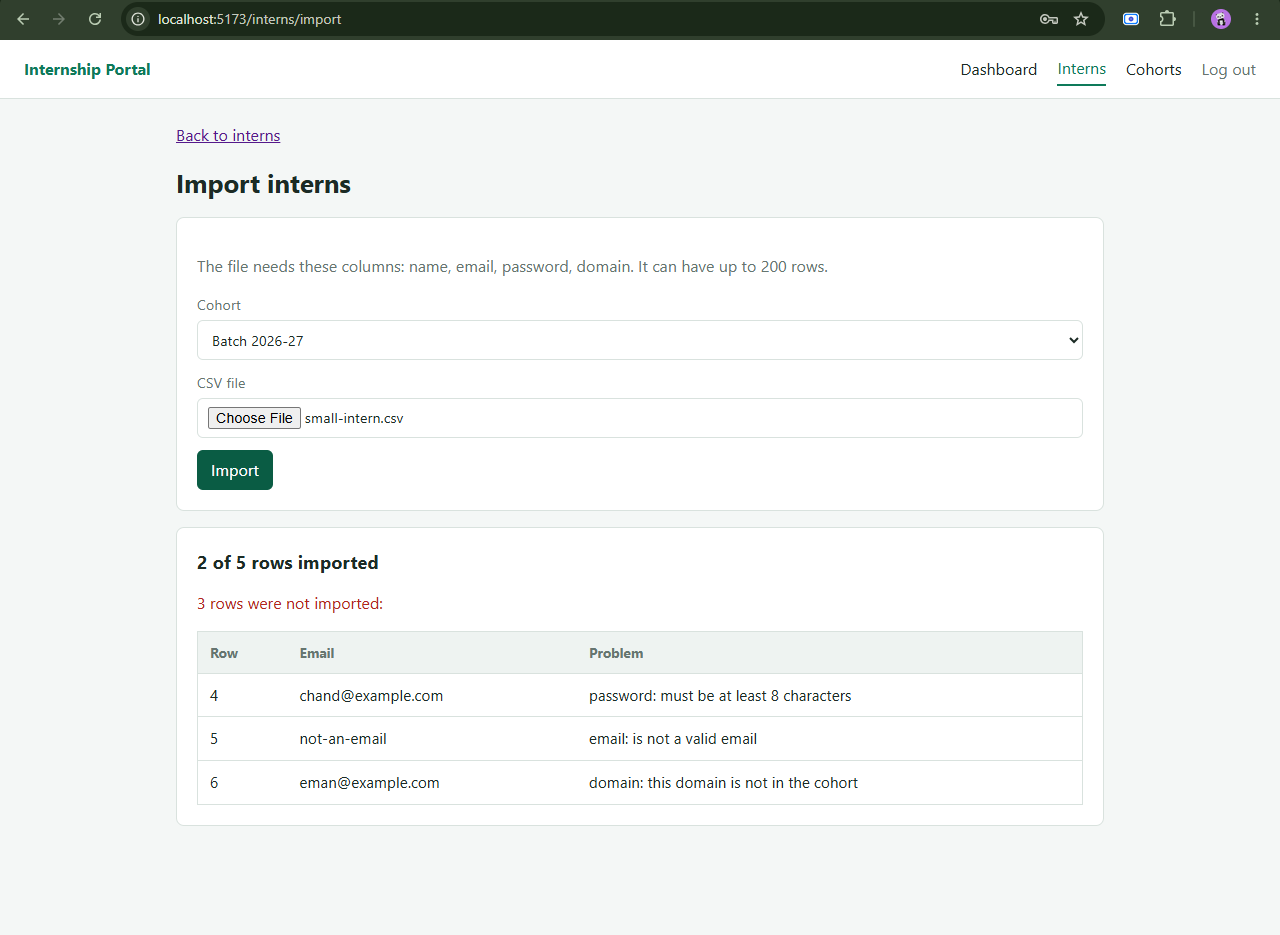 localhost:5173/interns/import
Internship Portal
Dashboard Interns Cohorts Log out
Back to interns
Import interns
The file needs these columns: name, email, password, domain. It can have up to 200 rows.
Cohort
Batch 2026-27
CSV file
Choose File small-intern.csv
Import
2 of 5 rows imported
3 rows were not imported:
Row Email Problem
4 chand@example.com password: must be at least 8 characters
5 not-an-email email: is not a valid email
6 eman@example.com domain: this domain is not in the cohort